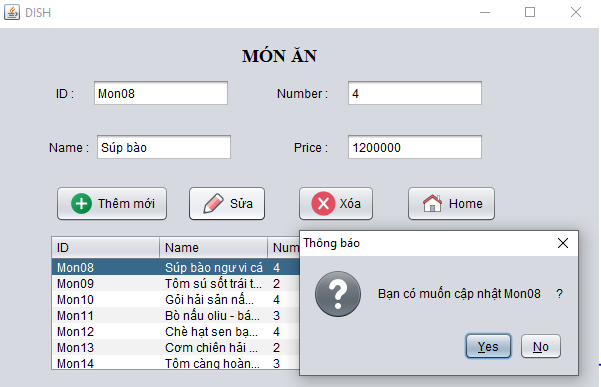 DISH
MÓN ĂN
ID : Mon08 Number : 4
Name : Súp bào Price : 1200000
Thêm mới Sửa Xóa Home
ID Name Num
Mon08 Súp bào ngư vi cá 4
Mon09 Tôm sú sốt trái t... 2
Mon10 Gỏi hải sản nấ... 4
Mon11 Bò nấu oliu - bá... 3
Mon12 Chè hạt sen bạ... 4
Mon13 Cơm chiên hải ... 2
Mon14 Tôm càng hoàn... 3
Thông báo
Bạn có muốn cập nhật Mon08 ?
Yes No